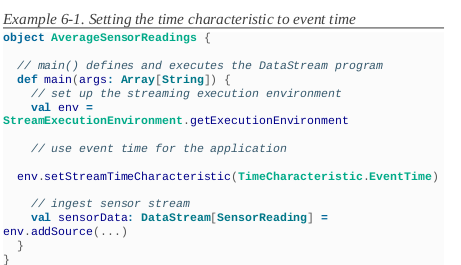 Example 6-1. Setting the time characteristic to event time
object AverageSensorReadings {
// main() defines and executes the DataStream program
def main(args: Array[String]) {
// set up the streaming execution environment
val env =
StreamExecutionEnvironment.getExecutionEnvironment
// use event time for the application
env.setStreamTimeCharacteristic(TimeCharacteristic.EventTime)
// ingest sensor stream
val sensorData: DataStream[SensorReading] =
env.addSource(...)
}
}